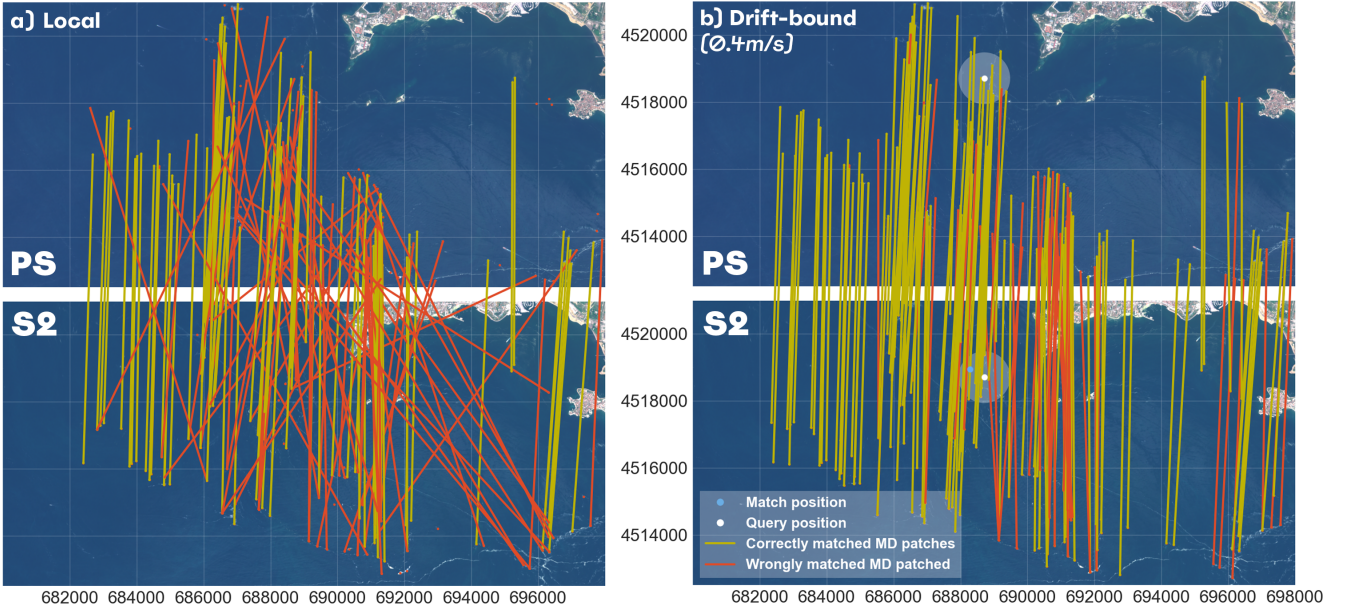 a) Local
b) Drift-bound
(0.4m/s)
PS
PS
S2
S2
4520000
4518000
4516000
4514000
4520000
4518000
4516000
4514000
Match position
Query position
Correctly matched MD patches
Wrongly matched MD patched
682000 684000 686000 688000 690000 692000 694000 696000
682000 684000 686000 688000 690000 692000 694000 696000 698000